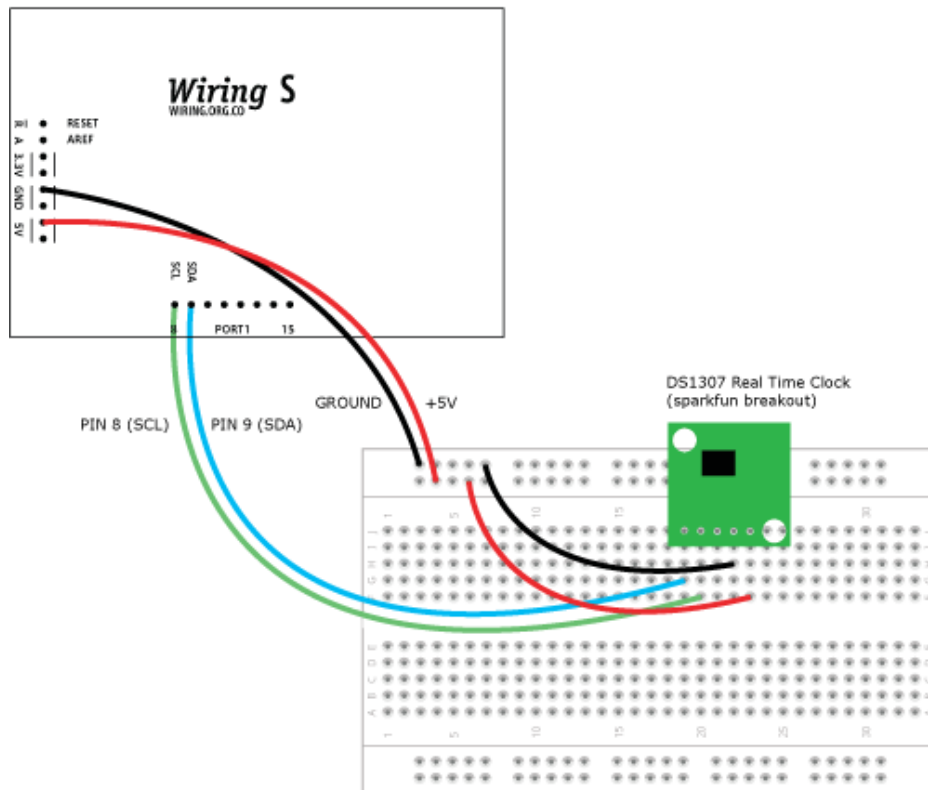 Wiring S
WIRING.ORG.CO
R RESET
A AREF
3.3V
GND
5V
SCL
SDA
8 PORT1 15
GROUND +5V
PIN 8 (SCL) PIN 9 (SDA)
DS1307 Real Time Clock
(sparkfun breakout)
1 5 10 15 30
J
I
H
G
F
E E
D D
C C
B B
A A
1 5 10 15 20 25 30